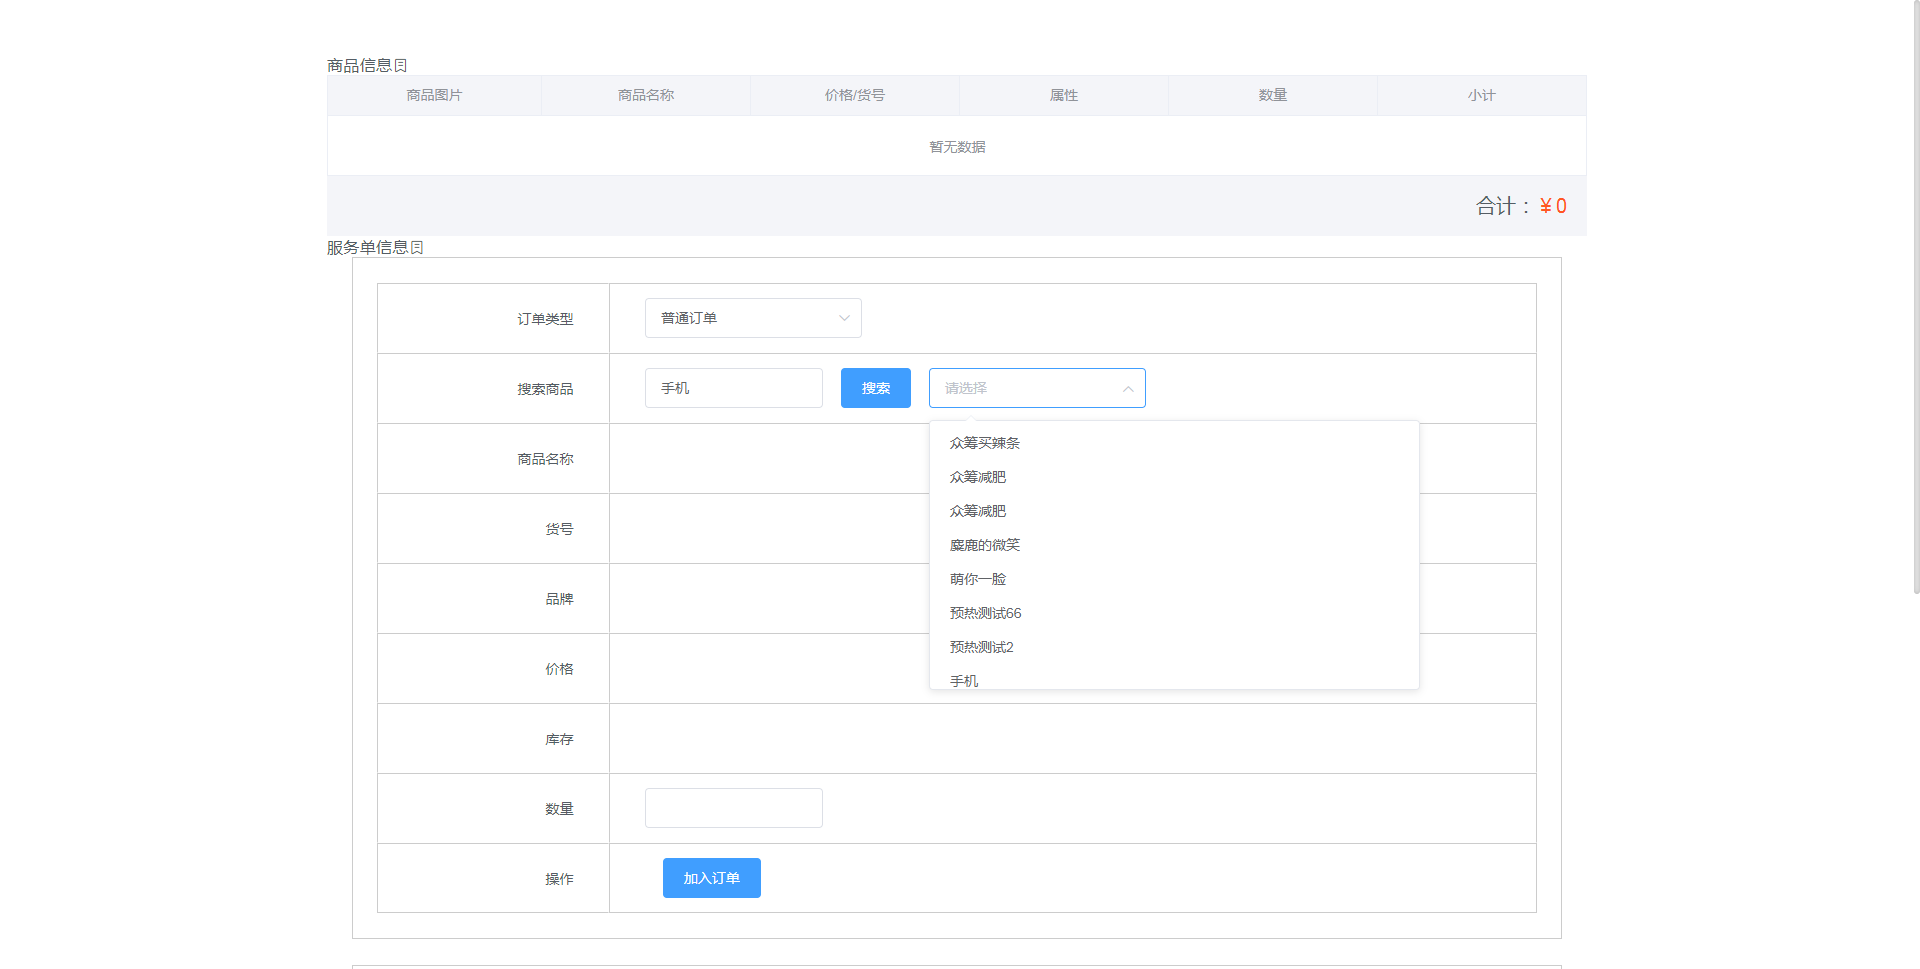 商品信息
商品图片 商品名称 价格/货号 属性 数量 小计
暂无数据
合计：¥0
服务单信息
订单类型 普通订单
搜索商品 手机 搜索 请选择
众筹买辣条
商品名称
众筹减肥
众筹减肥
货号
麋鹿的微笑
萌你一脸
品牌
预热测试66
预热测试2
价格
手机
库存
数量
操作 加入订单